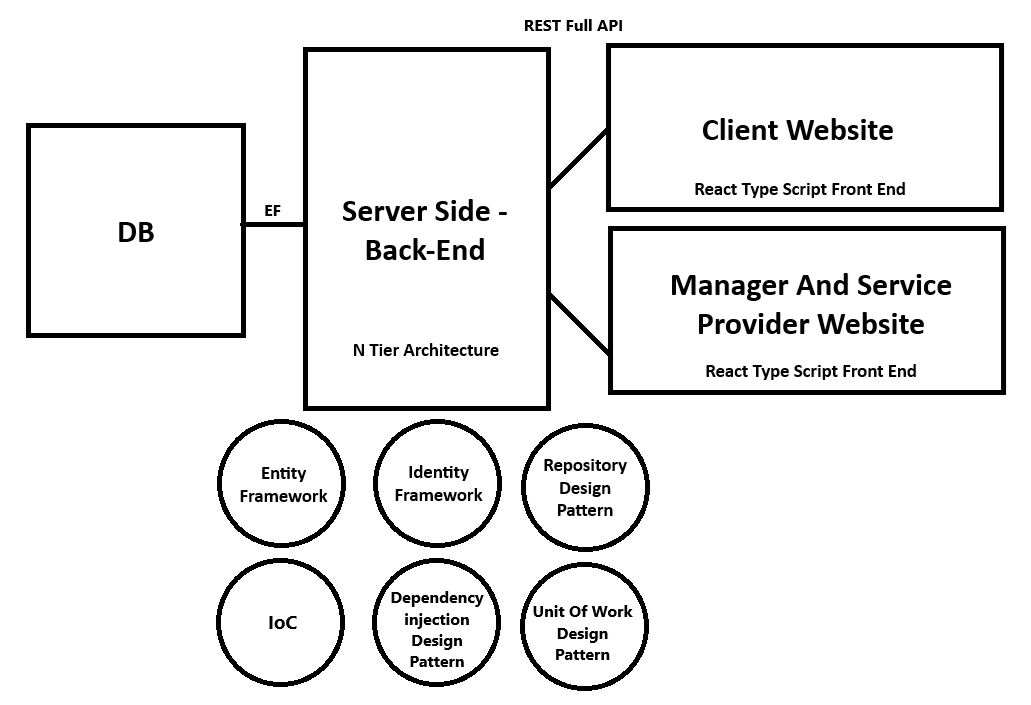 REST Full API
DB
EF
Server Side -
Back-End
N Tier Architecture
Client Website
React Type Script Front End
Manager And Service
Provider Website
React Type Script Front End
Entity
Framework
Identity
Framework
Repository
Design
Pattern
IoC
Dependency
injection
Design
Pattern
Unit Of Work
Design
Pattern